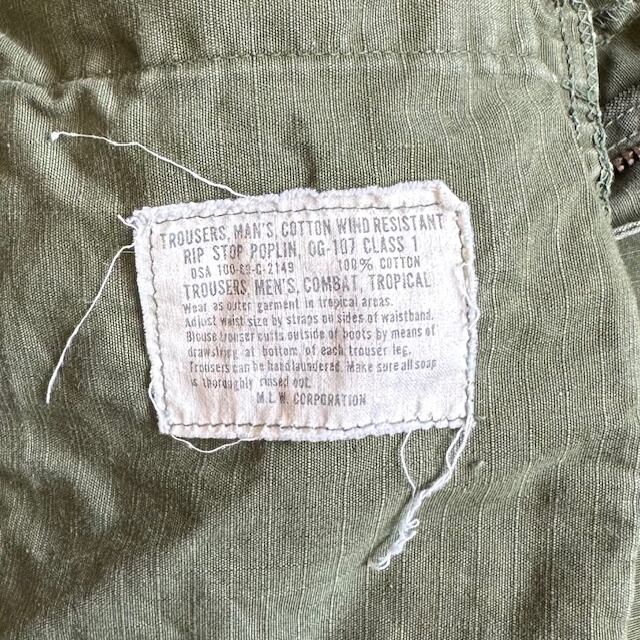 TROUSERS, MAN'S, COTTON WIND RESISTANT
RIP STOP POPLIN, OG-107 CLASS 1
DSA 100-69-C-2149 100% COTTON
TROUSERS, MEN'S, COMBAT, TROPICAL
Wear as outer garment in tropical areas.
Adjust waist size by straps on sides of waistband.
Blouse trouser cuffs outside of boots by means of
drawstring at bottom of each trouser leg.
Trousers can be hand laundered. Make sure all soap
is thoroughly rinsed out.
M.L.W. CORPORATION